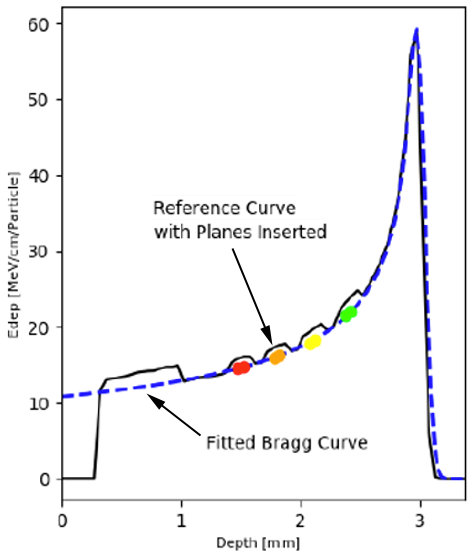 60
50
40
30
20
10
0
Edep [MeV/cm/Particle]
Reference Curve
with Planes Inserted
Fitted Bragg Curve
0
1
2
3
Depth [mm]